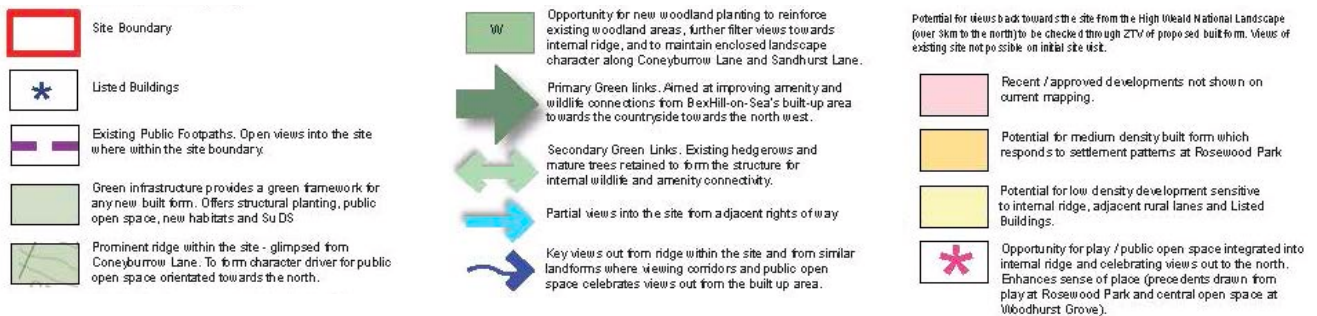 Site Boundary
Listed Buildings
Existing Public Footpaths. Open views into the site
where within the site boundary.
Green infrastructure provides a green framework for
any new built form. Offers structural planting, public
open space, new habitats and SuDS
Prominent ridge within the site - glimpsed from
Coneyburrow Lane. To form character driver for public
open space orientated towards the north.
W
Opportunity for new woodland planting to reinforce
existing woodland areas, further filter views towards
internal ridge, and to maintain enclosed landscape
character along Coneyburrow Lane and Sandhurst Lane.
Primary Green links. Aimed at improving amenity and
wildlife connections from BexHill-on-Sea's built-up area
towards the countryside towards the north west.
Secondary Green Links. Existing hedgerows and
mature trees retained to form the structure for
internal wildlife and amenity connectivity.
Partial views into the site from adjacent rights of way
Key views out from ridge within the site and from similar
landforms where viewing corridors and public open
space celebrates views out from the built up area.
Potential for views back towards the site from the High Weald National Landscape
(over 3km to the north) to be checked through ZTV of proposed built form. Views of
existing site not possible on initial site visit.
Recent / approved developments not shown on
current mapping.
Potential for medium density built form which
responds to settlement patterns at Rosewood Park
Potential for low density development sensitive
to internal ridge, adjacent rural lanes and Listed
Buildings.
Opportunity for play / public open space integrated into
internal ridge and celebrating views out to the north.
Enhances sense of place (precedents drawn from
play at Rosewood Park and central open space at
Woodhurst Grove).